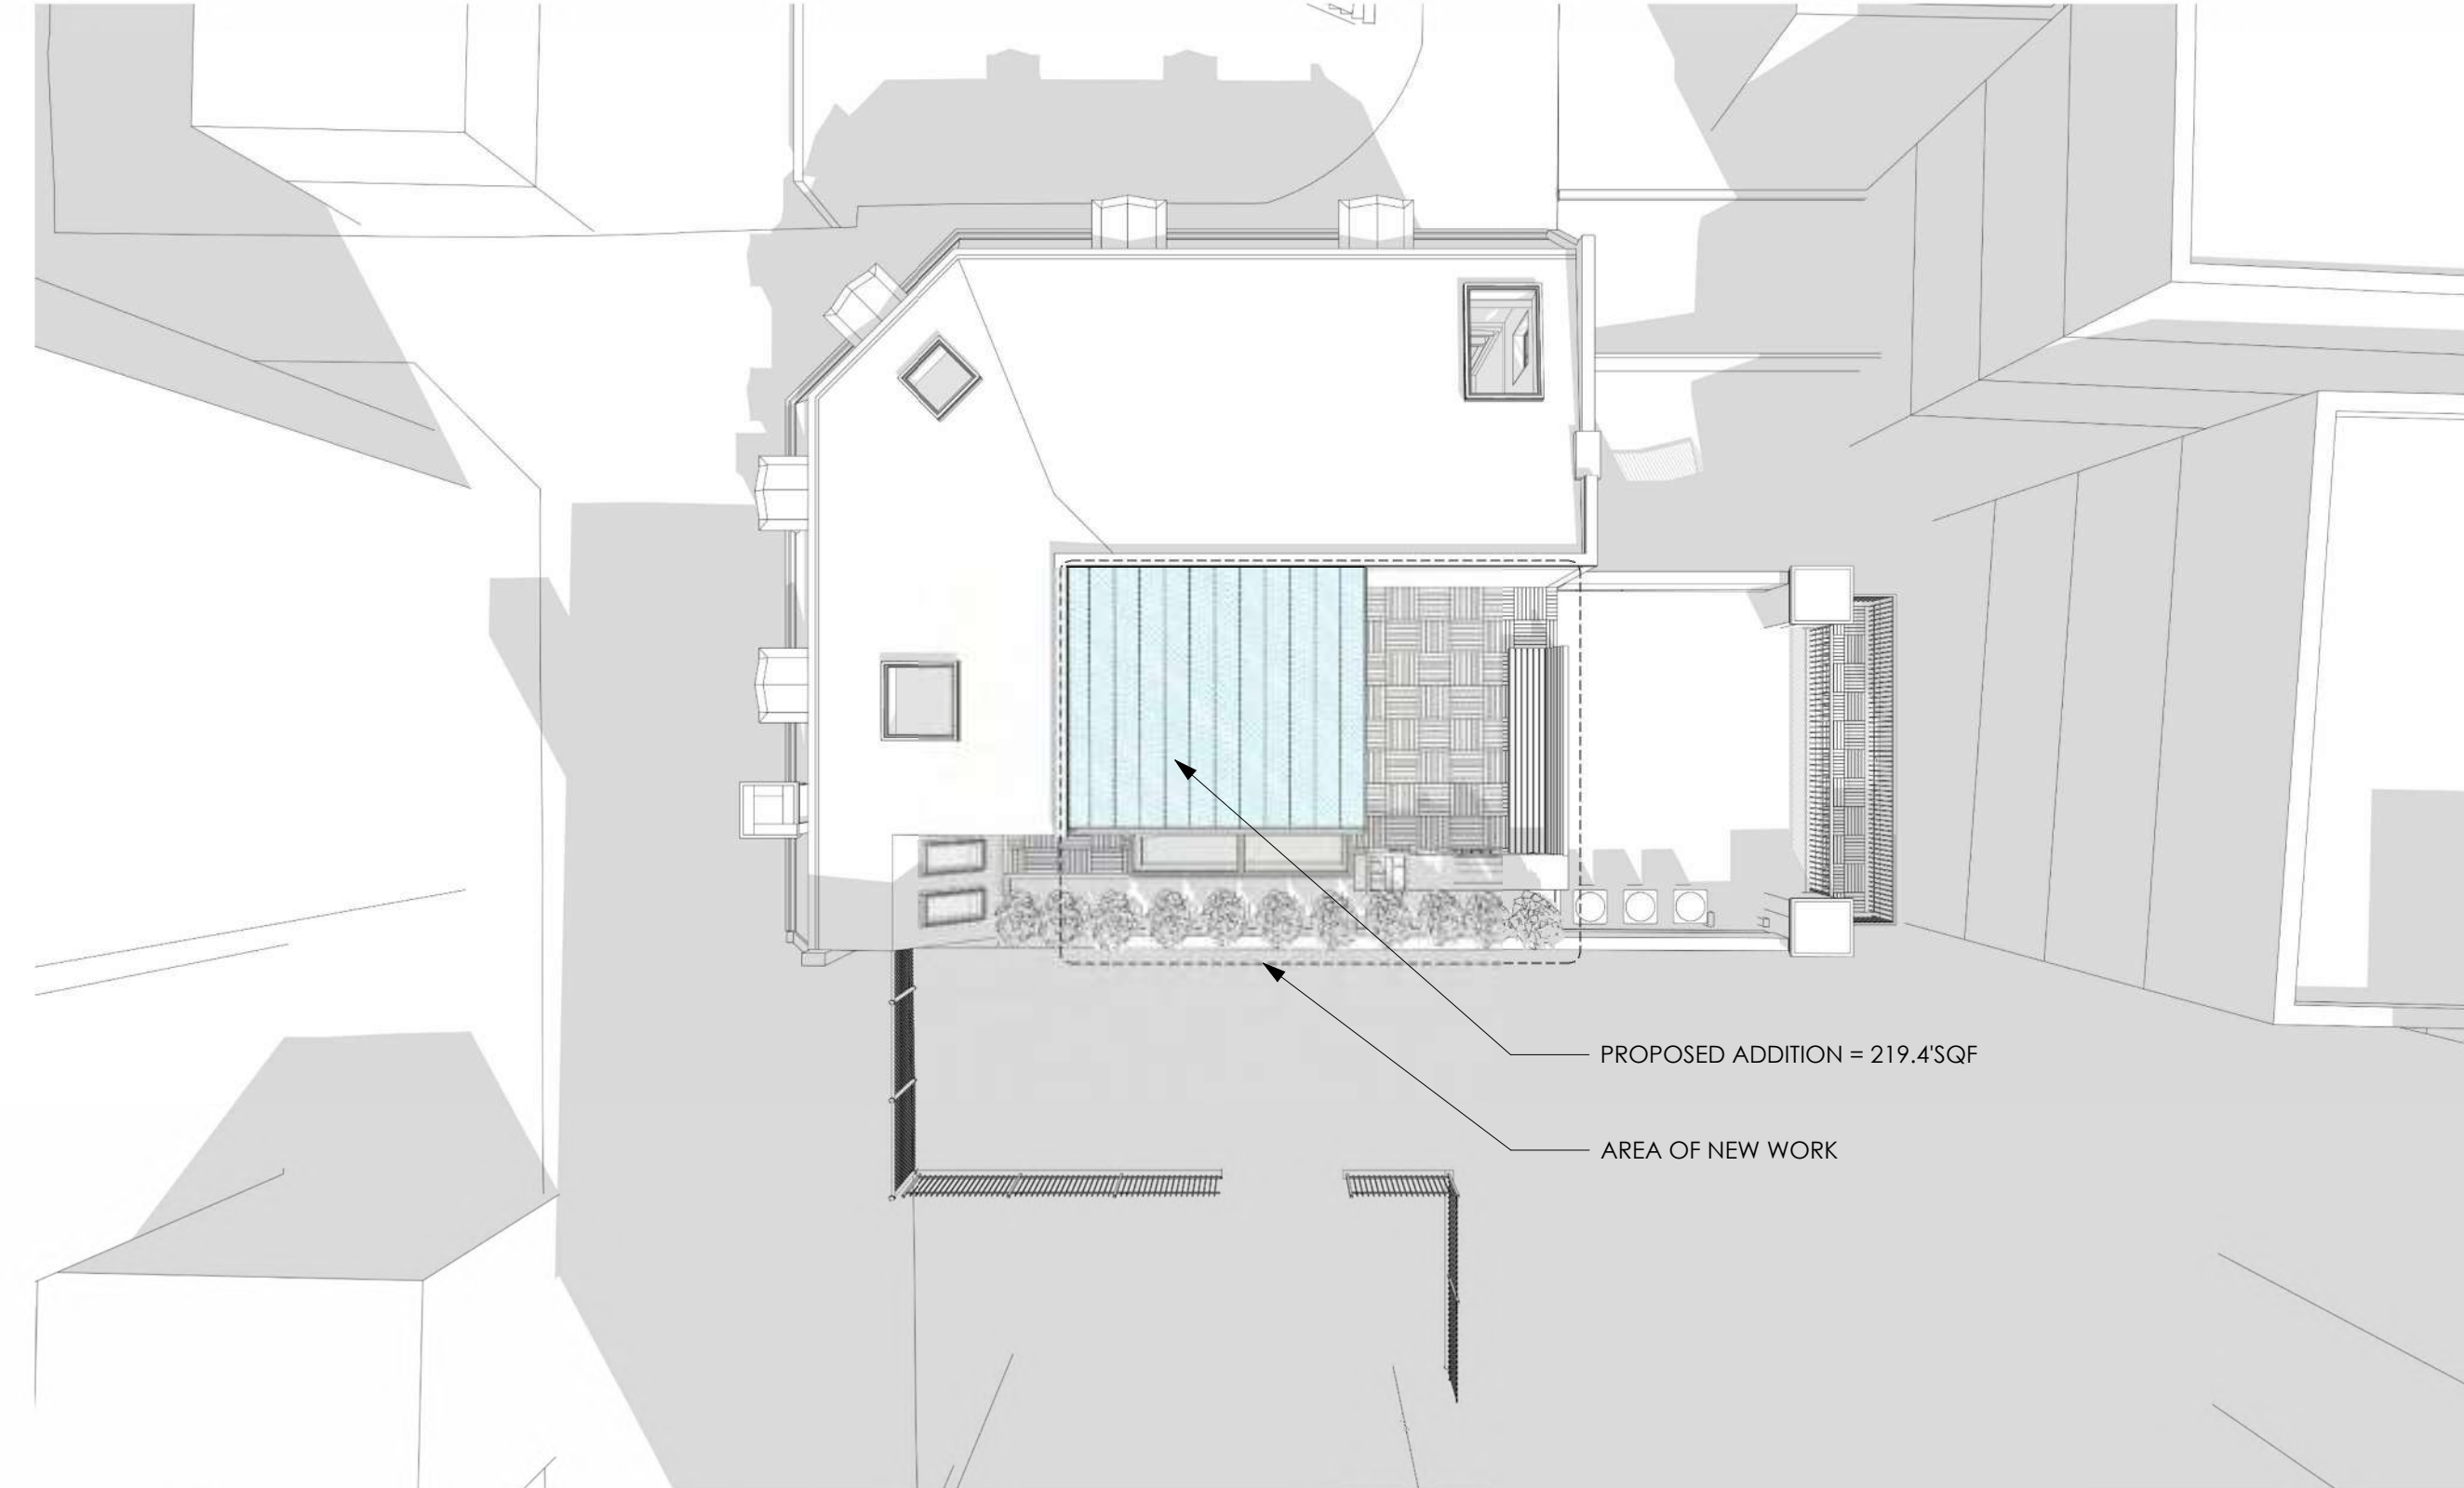 PROPOSED ADDITION = 219.4'SQF
AREA OF NEW WORK